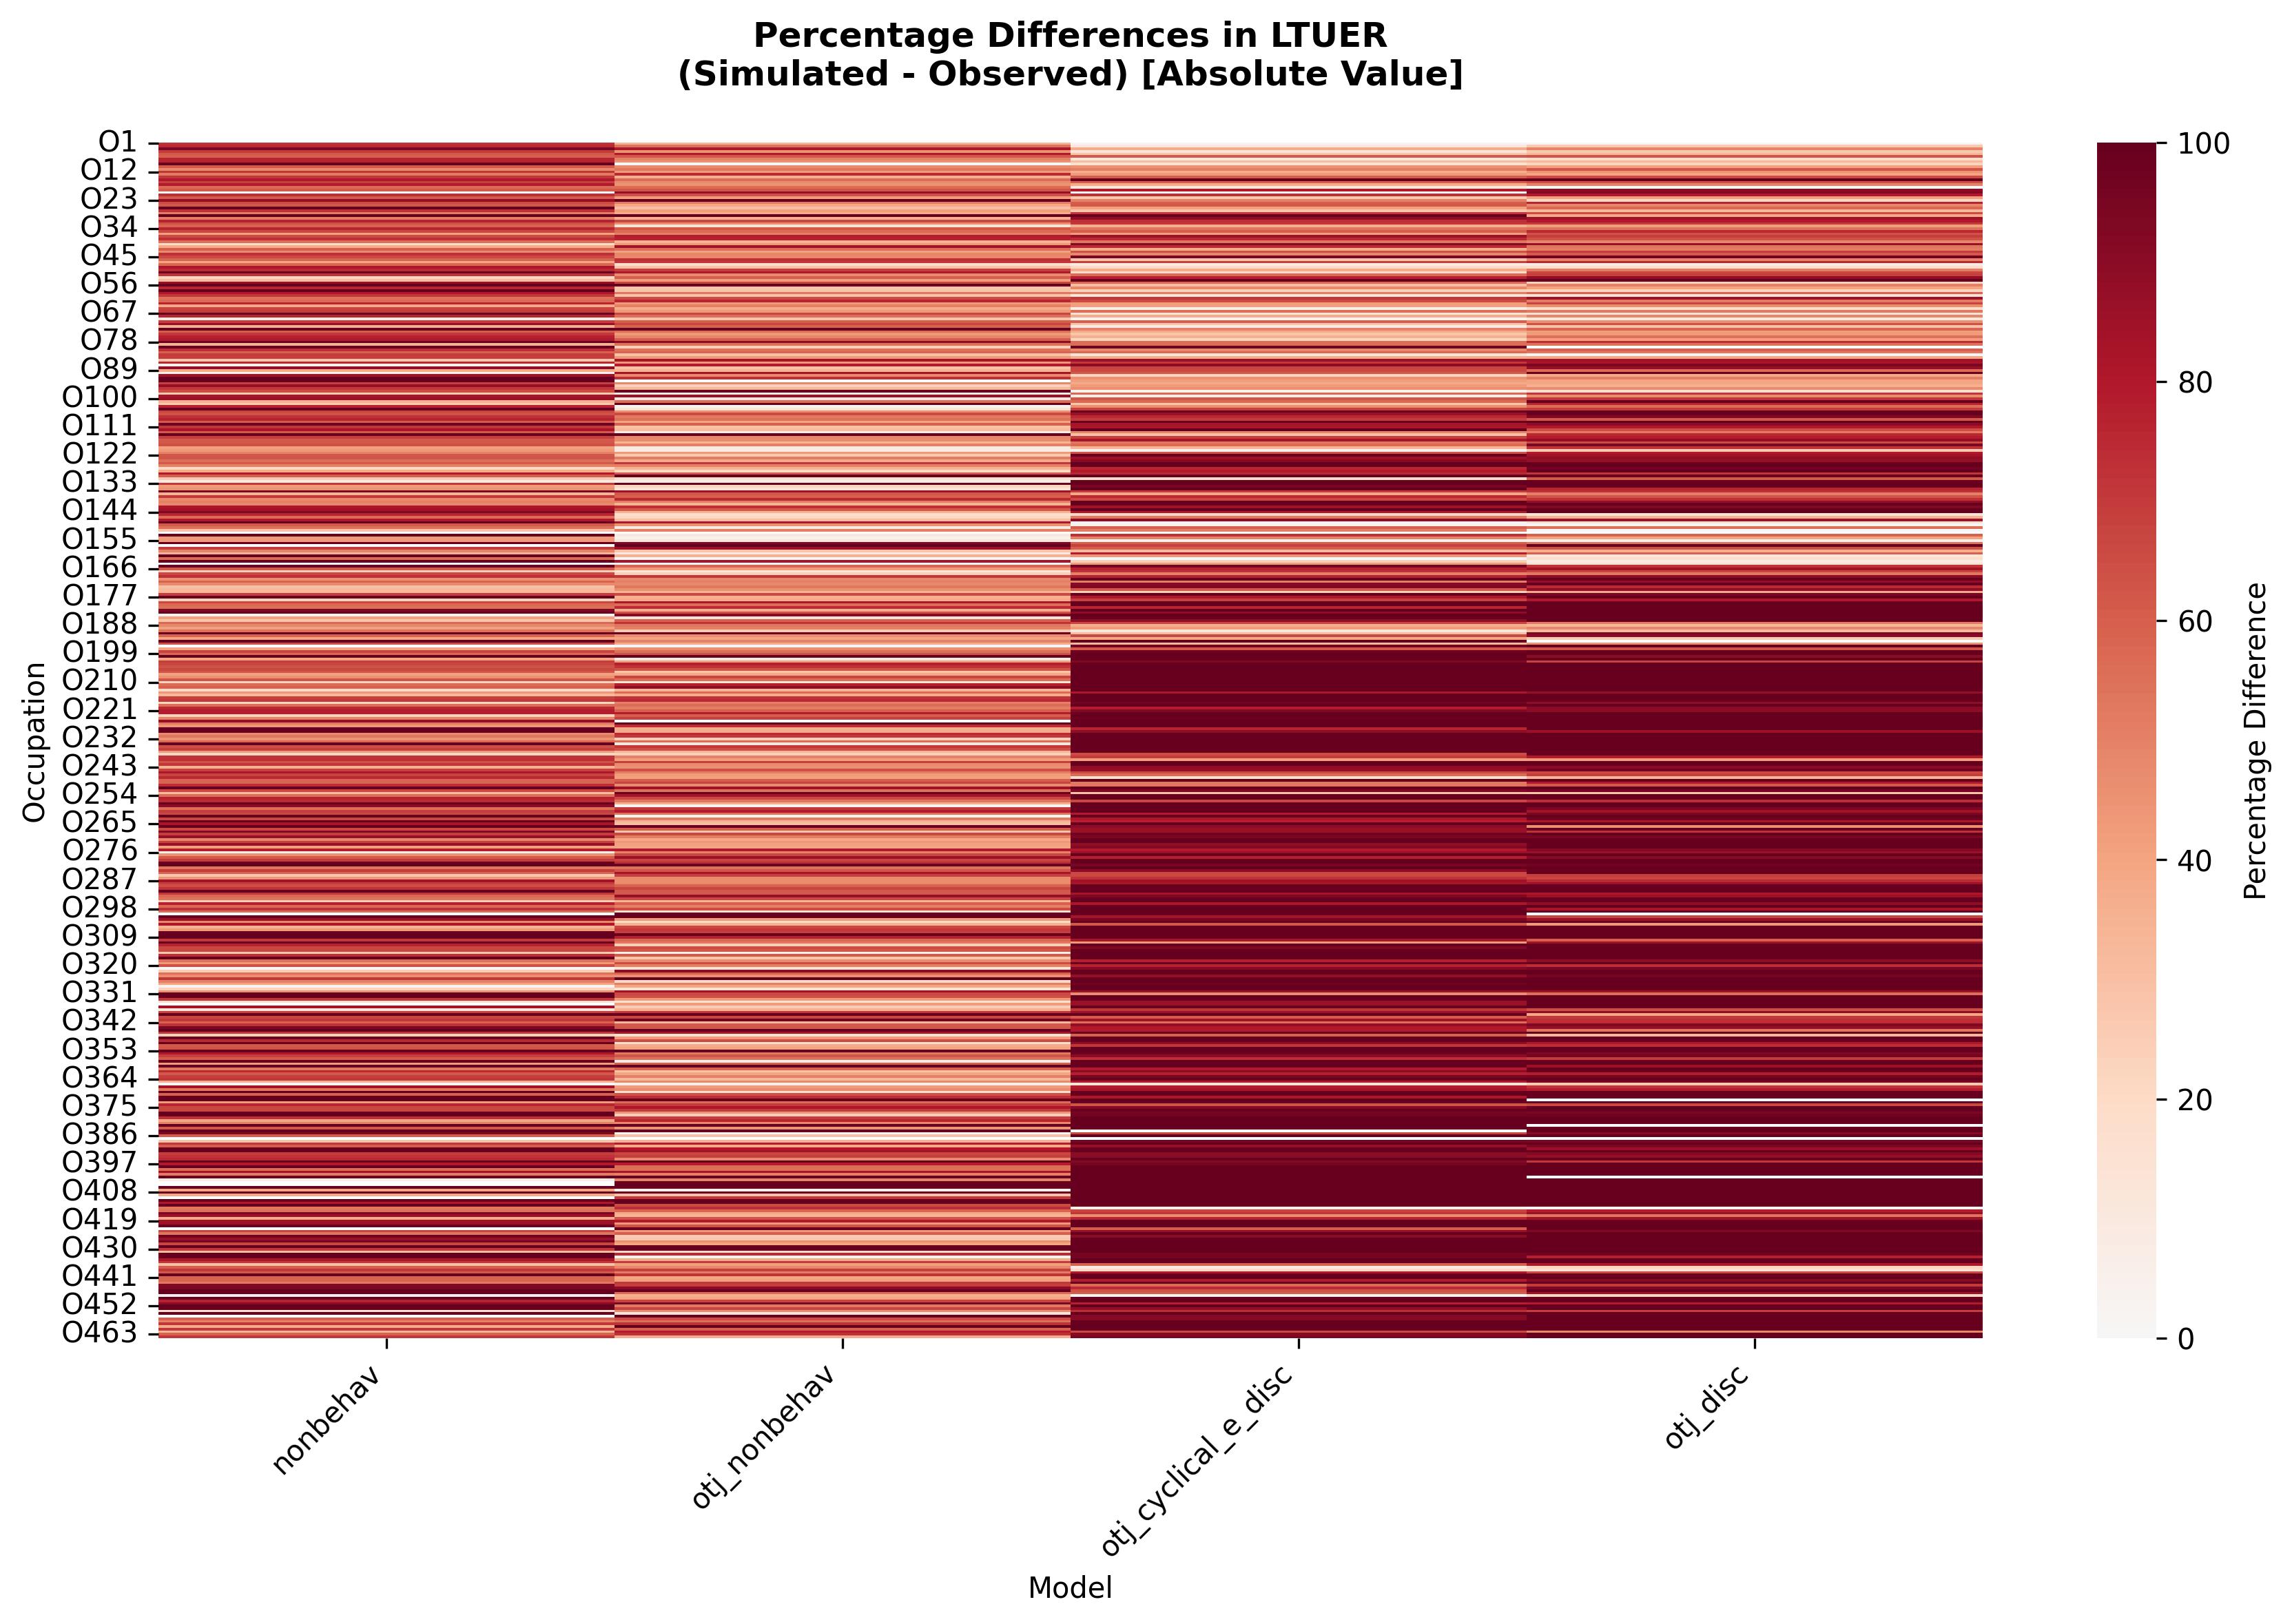 Percentage Differences in LTUER
(Simulated - Observed) [Absolute Value]
Occupation
O1
O12
O23
O34
O45
O56
O67
O78
O89
O100
O111
O122
O133
O144
O155
O166
O177
O188
O199
O210
O221
O232
O243
O254
O265
O276
O287
O298
O309
O320
O331
O342
O353
O364
O375
O386
O397
O408
O419
O430
O441
O452
O463
nonbehav
otj_nonbehav
otj_cyclical_e_disc
otj_disc
Model
100
80
60
40
20
0
Percentage Difference